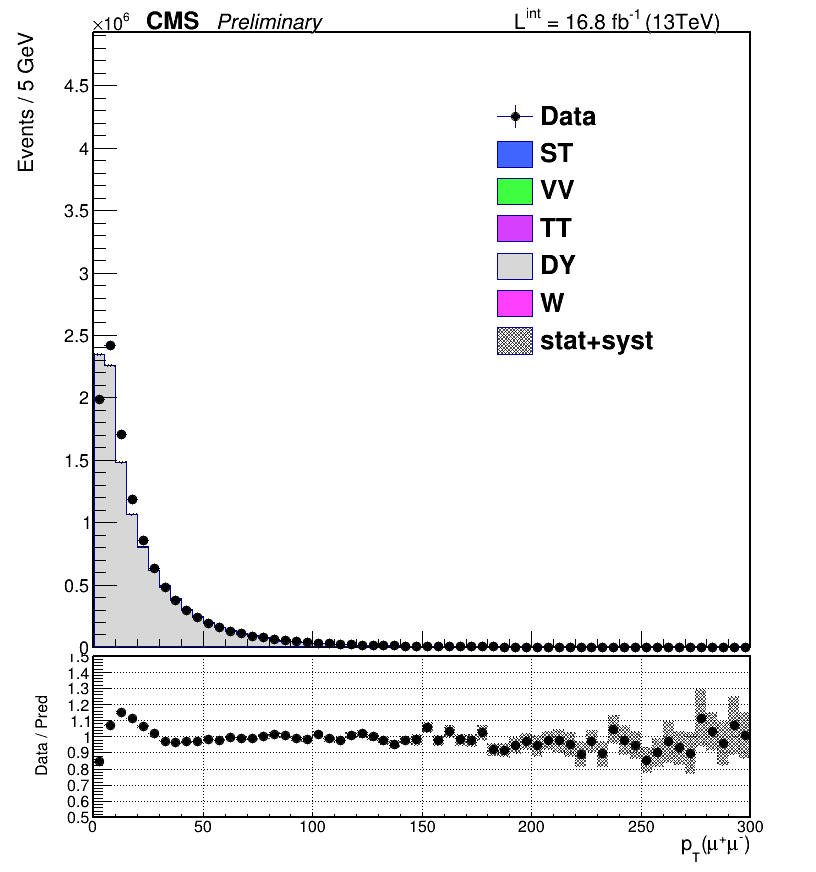 ×10⁶ CMS Preliminary L^int = 16.8 fb⁻¹ (13TeV)
Events / 5 GeV
4.5
4
3.5
3
2.5
2
1.5
1
0.5
0
Data
ST
VV
TT
DY
W
stat+syst
Data / Pred
1.5
1.4
1.3
1.2
1.1
1
0.9
0.8
0.7
0.6
0.5
0 50 100 150 200 250 300
p_T(μ⁺μ⁻)